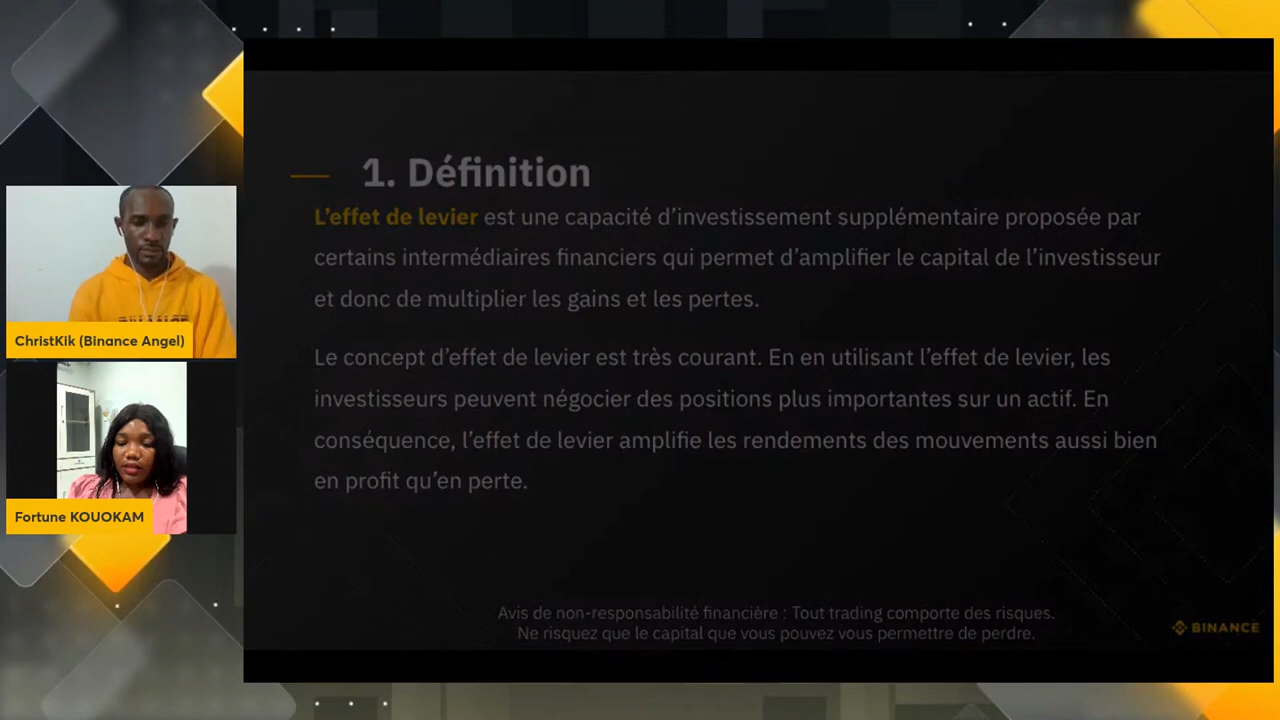 1. Définition
L’effet de levier est une capacité d’investissement supplémentaire proposée par
certains intermédiaires financiers qui permet d’amplifier le capital de l’investisseur
et donc de multiplier les gains et les pertes.
Le concept d’effet de levier est très courant. En en utilisant l’effet de levier, les
investisseurs peuvent négocier des positions plus importantes sur un actif. En
conséquence, l’effet de levier amplifie les rendements des mouvements aussi bien
en profit qu’en perte.
Avis de non-responsabilité financière : Tout trading comporte des risques.
Ne risquez que le capital que vous pouvez vous permettre de perdre.
BINANCE
ChristKik (Binance Angel)
Fortune KOUOKAM